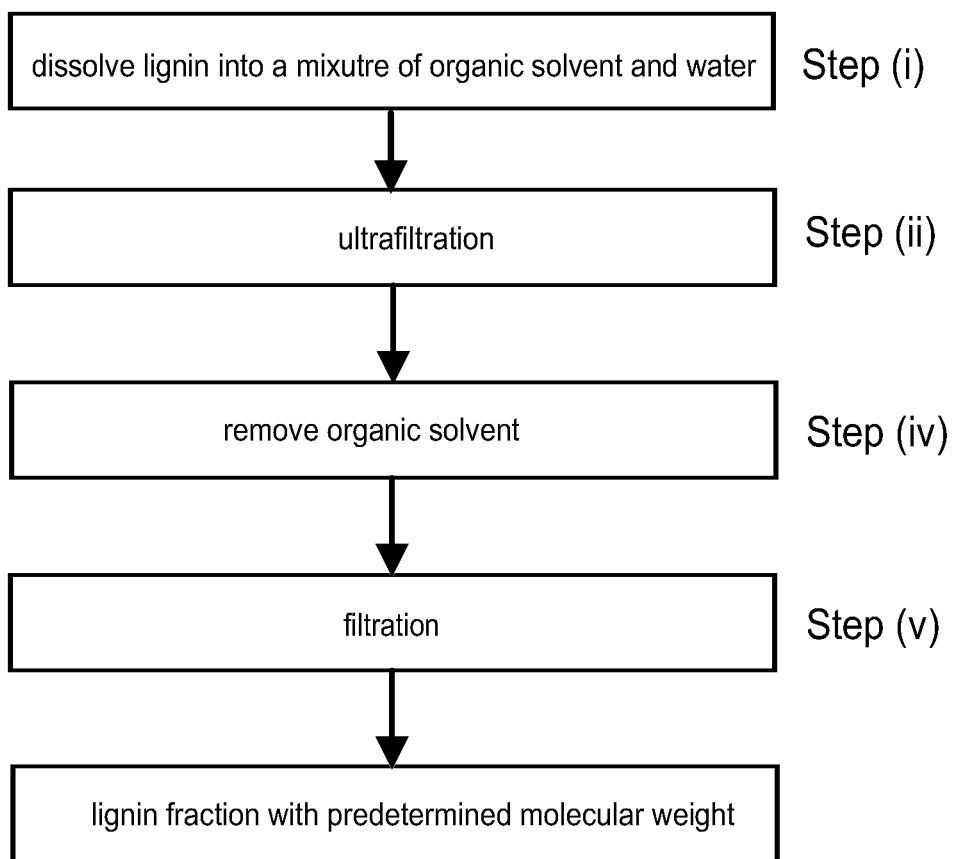 dissolve lignin into a mixutre of organic solvent and water Step (i)
ultrafiltration Step (ii)
remove organic solvent Step (iv)
filtration Step (v)
lignin fraction with predetermined molecular weight